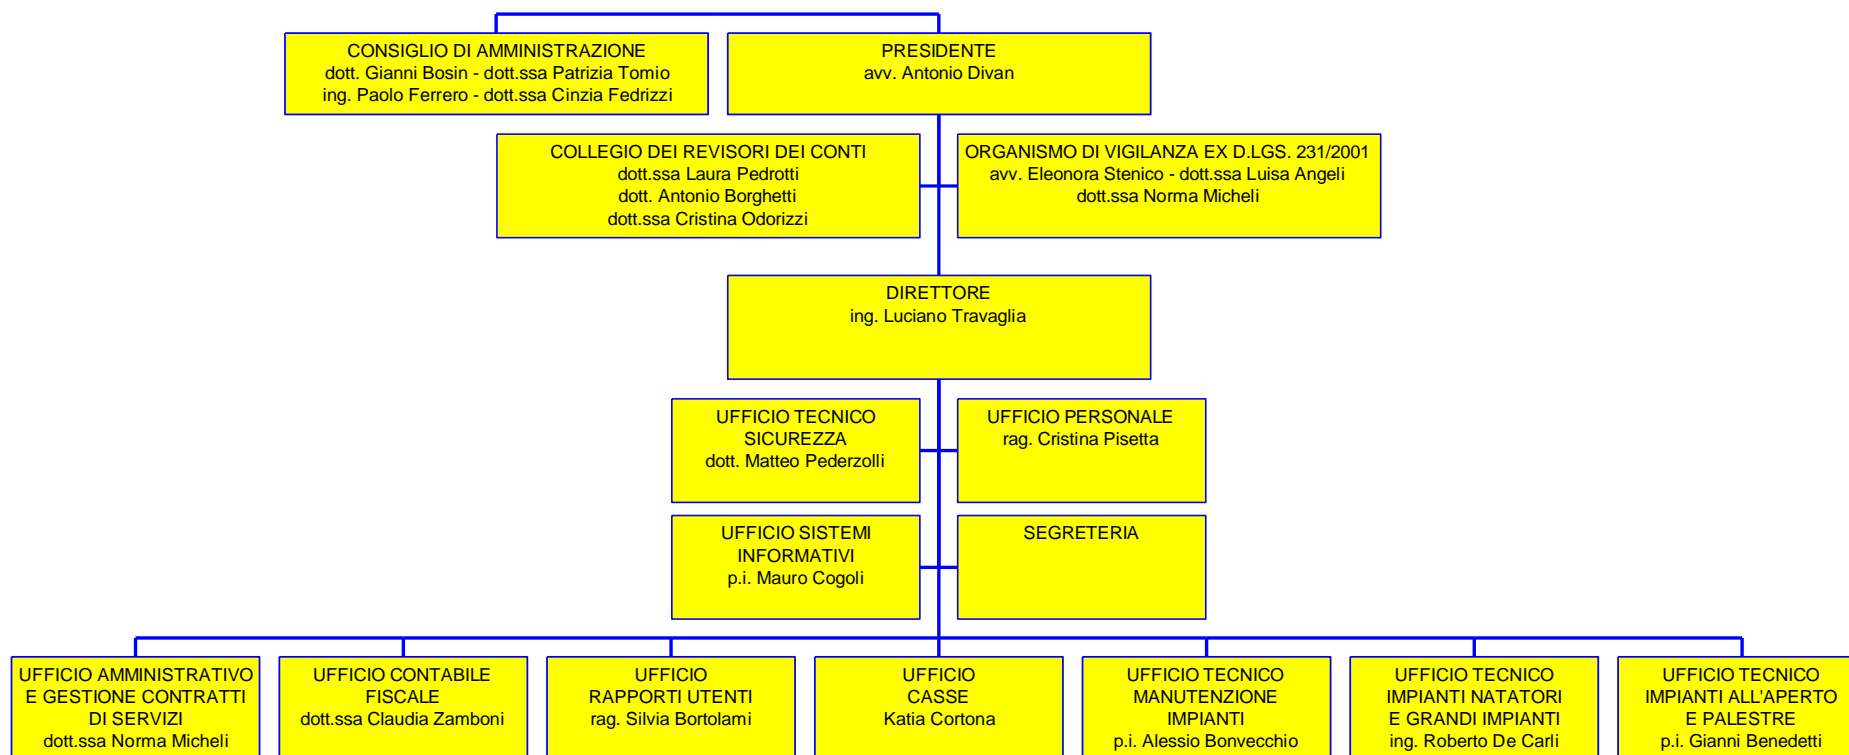 CONSIGLIO DI AMMINISTRAZIONE
dott. Gianni Bosin - dott.ssa Patrizia Tomio
ing. Paolo Ferrero - dott.ssa Cinzia Fedrizzi
PRESIDENTE
avv. Antonio Divan
COLLEGIO DEI REVISORI DEI CONTI
dott.ssa Laura Pedrotti
dott. Antonio Borghetti
dott.ssa Cristina Odorizzi
ORGANISMO DI VIGILANZA EX D.LGS. 231/2001
avv. Eleonora Stenico - dott.ssa Luisa Angeli
dott.ssa Norma Micheli
DIRETTORE
ing. Luciano Travaglia
UFFICIO TECNICO
SICUREZZA
dott. Matteo Pederzolli
UFFICIO PERSONALE
rag. Cristina Pisetta
UFFICIO SISTEMI
INFORMATIVI
p.i. Mauro Cogoli
SEGRETERIA
UFFICIO AMMINISTRATIVO
E GESTIONE CONTRATTI
DI SERVIZI
dott.ssa Norma Micheli
UFFICIO CONTABILE
FISCALE
dott.ssa Claudia Zamboni
UFFICIO
RAPPORTI UTENTI
rag. Silvia Bortolami
UFFICIO
CASSE
Katia Cortona
UFFICIO TECNICO
MANUTENZIONE
IMPIANTI
p.i. Alessio Bonvecchio
UFFICIO TECNICO
IMPIANTI NATATORI
E GRANDI IMPIANTI
ing. Roberto De Carli
UFFICIO TECNICO
IMPIANTI ALL'APERTO
E PALESTRE
p.i. Gianni Benedetti